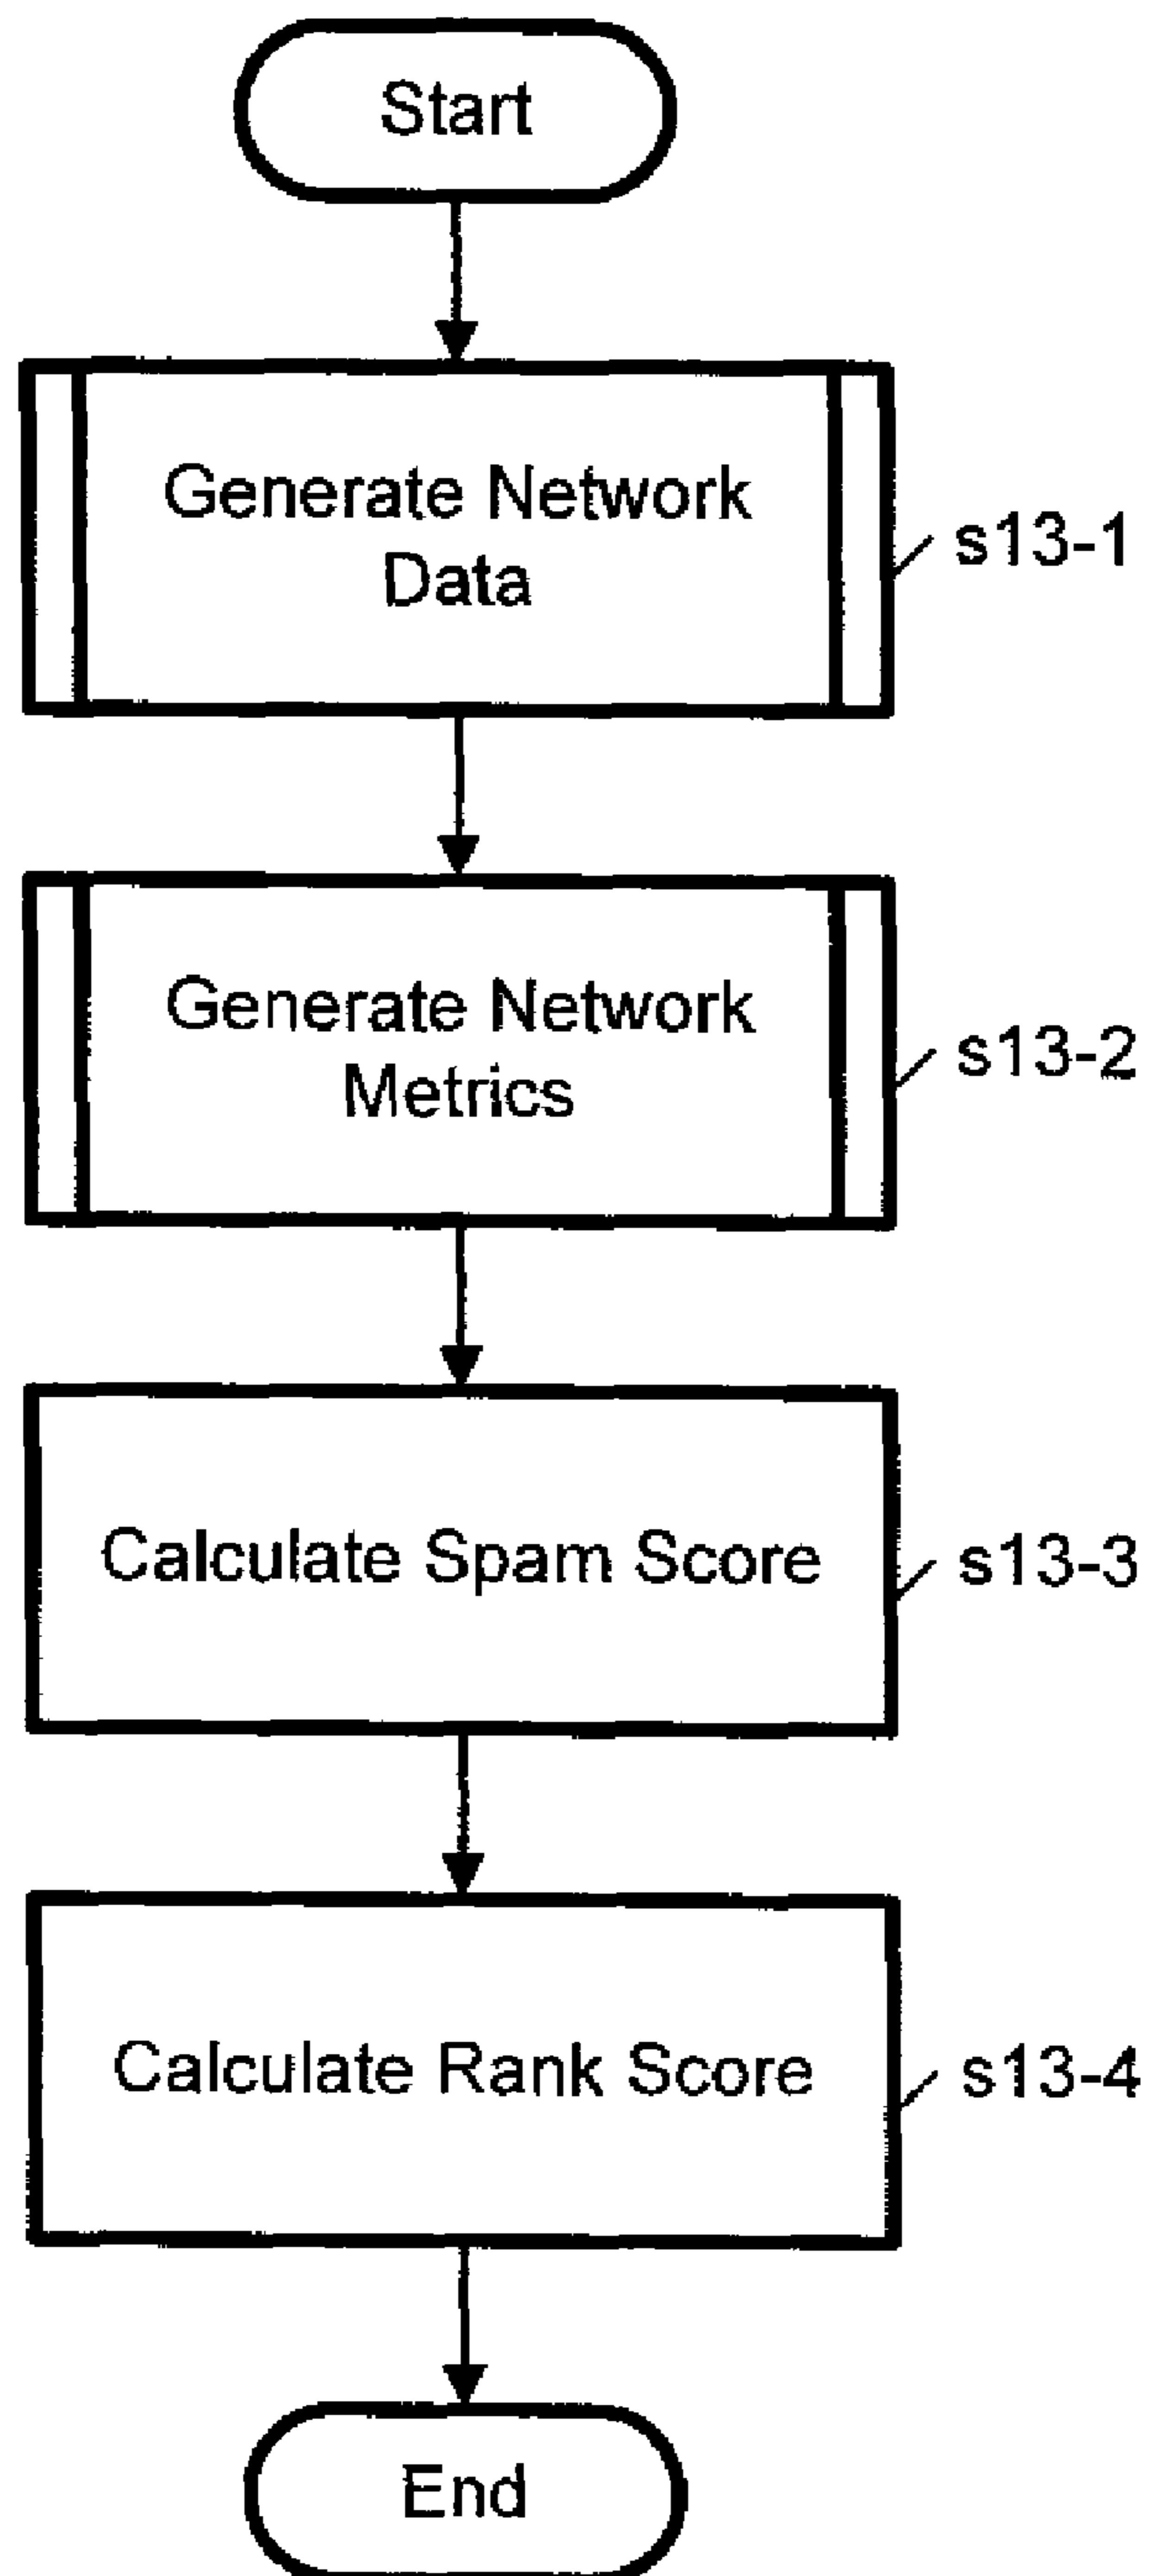 Start
Generate Network
Data
s13-1
Generate Network
Metrics
s13-2
Calculate Spam Score
s13-3
Calculate Rank Score
s13-4
End